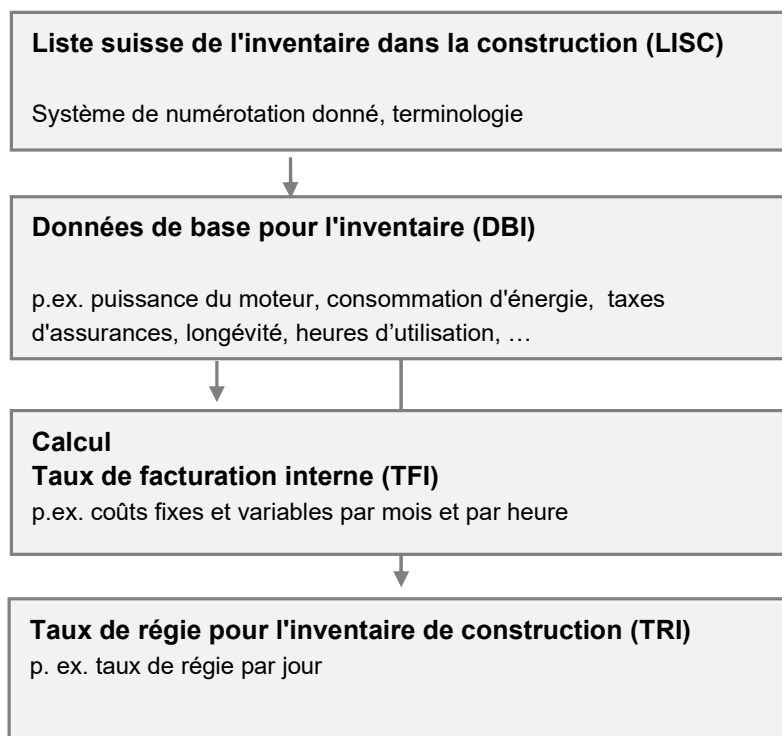 Liste suisse de l'inventaire dans la construction (LISC)
Système de numérotation donné, terminologie
Données de base pour l'inventaire (DBI)
p.ex. puissance du moteur, consommation d'énergie,  taxes
d'assurances, longévité, heures d’utilisation, …
Calcul
Taux de facturation interne (TFI)
p.ex. coûts fixes et variables par mois et par heure
Taux de régie pour l'inventaire de construction (TRI)
p. ex. taux de régie par jour